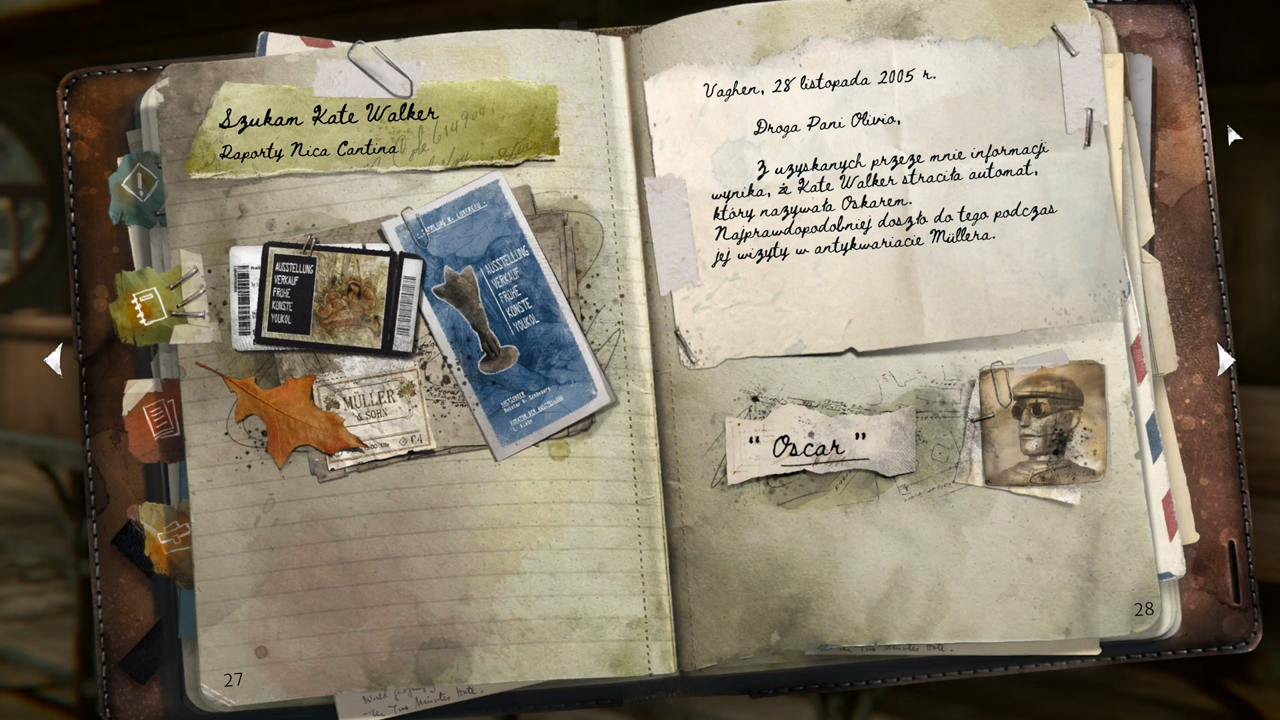 Szukam Kate Walker
Raporty Nica Cantina
AUSSTELLUNG
VERKAUF
FRÜHE
KÜNSTE
YOUKOL
AUSSTELLUNG
VERKAUF
FRÜHE
KÜNSTE
YOUKOL
MÜLLER
& SOHN
€4
27
Vaghen, 28 listopada 2005 r.
Droga Pani Olivio,
Z uzyskanych przeze mnie informacji
wynika, że Kate Walker straciła automat,
który nazywała Oskarem.
Najprawdopodobniej doszło do tego podczas
jej wizyty w antykwariacie Müllera.
“ Oscar ”
28